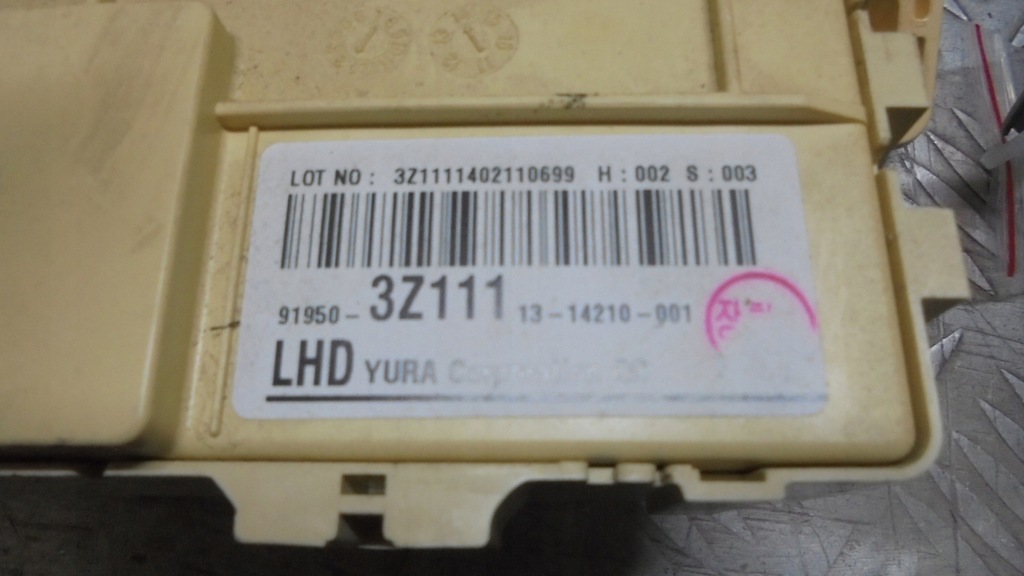 LOT NO : 3Z1111402110699 H : 002 S : 003
91950- 3Z111 13-14210-001
LHD YURA